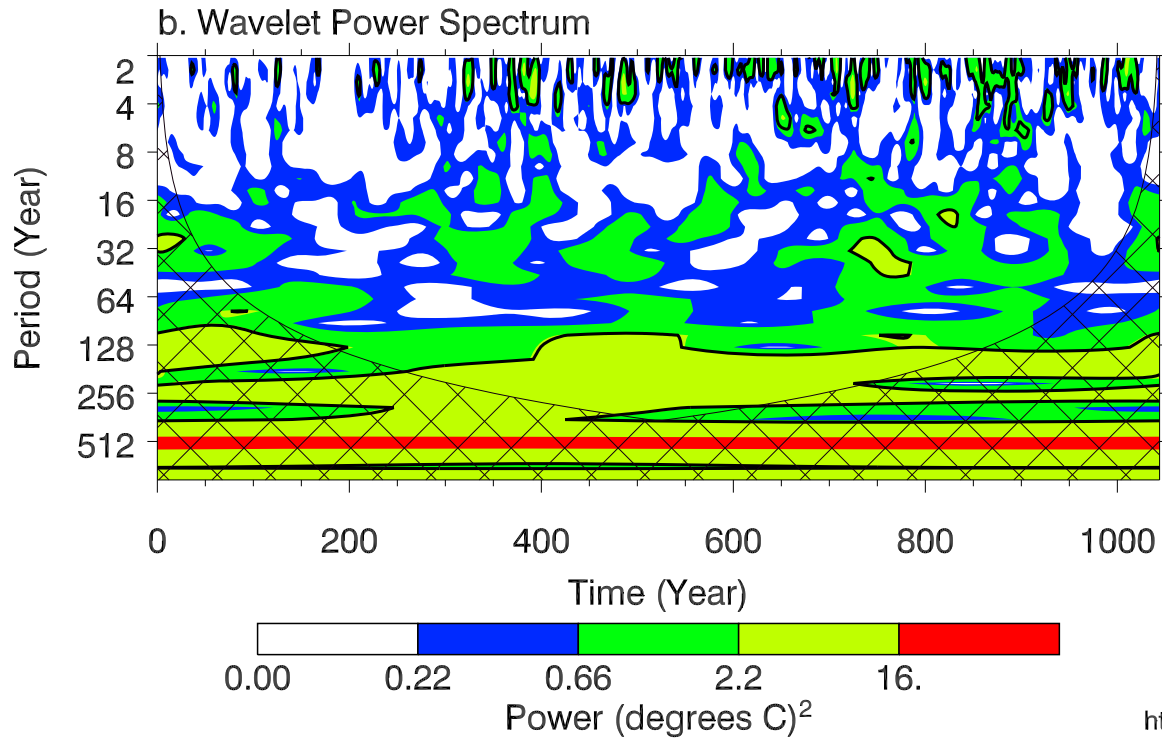 b. Wavelet Power Spectrum
2
4
8
16
32
64
128
256
512
Period (Year)
0 200 400 600 800 1000
Time (Year)
0.00 0.22 0.66 2.2 16.
Power (degrees C)²
ht